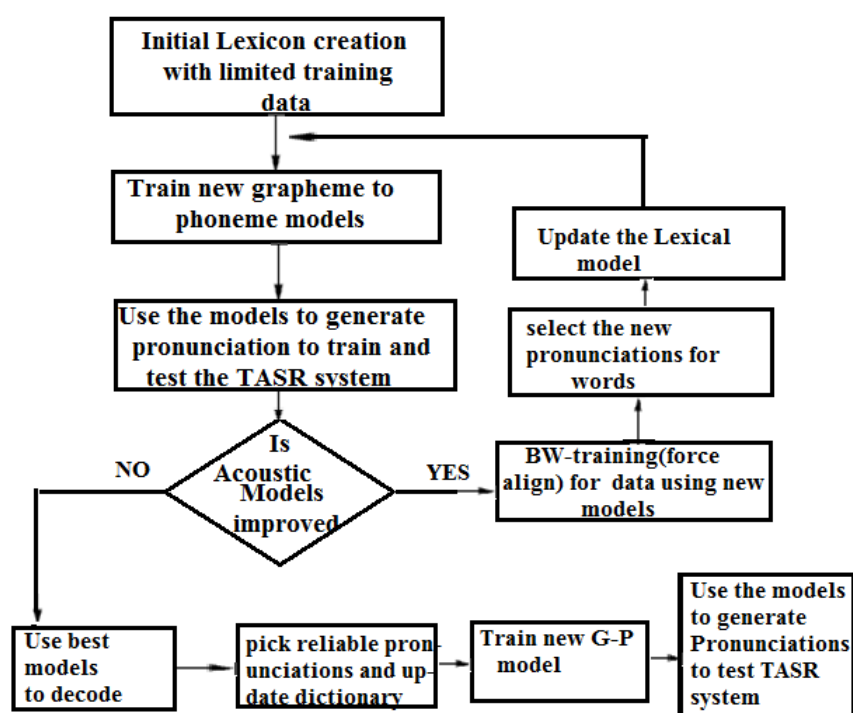 Initial Lexicon creation
with limited training
data
Train new grapheme to
phoneme models
Use the models to generate
pronunciation to train and
test the TASR system
Is
Acoustic
Models
improved
NO
YES
BW-training(force
align) for data using new
models
select the new
pronunciations for
words
Update the Lexical
model
Use best
models
to decode
pick reliable pron-
unciations and up-
date dictionary
Train new G-P
model
Use the models
to generate
Pronunciations
to test TASR
system